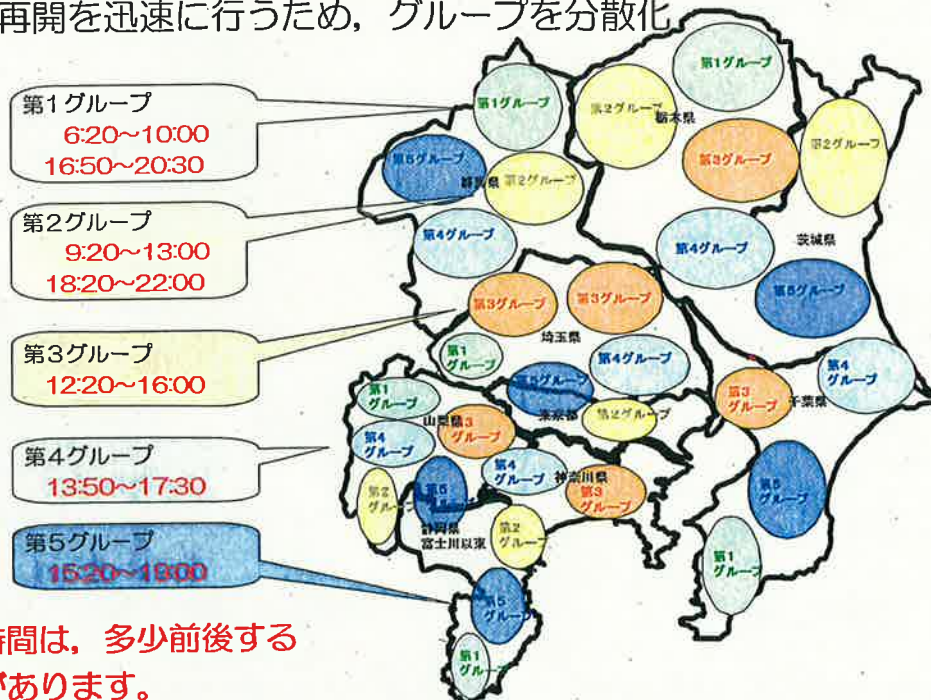 再開を迅速に行うため，グループを分散化
第1グループ
6:20～10:00
16:50～20:30
第2グループ
9:20～13:00
18:20～22:00
第3グループ
12:20～16:00
第4グループ
13:50～17:30
第5グループ
15:20～19:00
時間は，多少前後する
があります。
第1グループ
第1グループ
第2グループ
栃木県
第3グループ
第2グループ
第5グループ
群馬県
第2グループ
第4グループ
第4グループ
茨城県
第5グループ
第3グループ
第3グループ
埼玉県
第1
グループ
第4グループ
第5グループ
東京都
第2グループ
第3
グループ
千葉県
第4
グループ
第1
グループ
山梨県
第3
グループ
第4
グループ
第2
グループ
第5
第4
グループ
神奈川県
第3
グループ
静岡県
富士川以東
第2
グループ
第5
グループ
第1
グループ
第5
グループ
第1
グループ